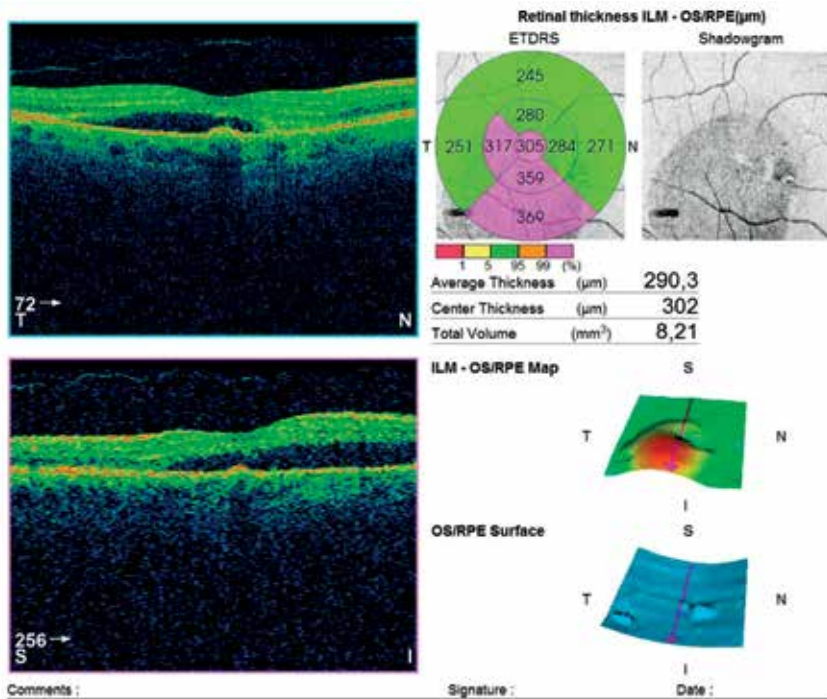 Retinal thickness ILM - OS/RPE(µm)
ETDRS
Shadowgram
245
280
T 251 317 305 284 271 N
359
369
1 5 95 99 (%)
Average Thickness (µm) 290,3
Center Thickness (µm) 302
Total Volume (mm³) 8,21
72
T N
ILM - OS/RPE Map
S
T N
I
OS/RPE Surface
S
T N
I
256
S I
Comments :
Signature :
Date :